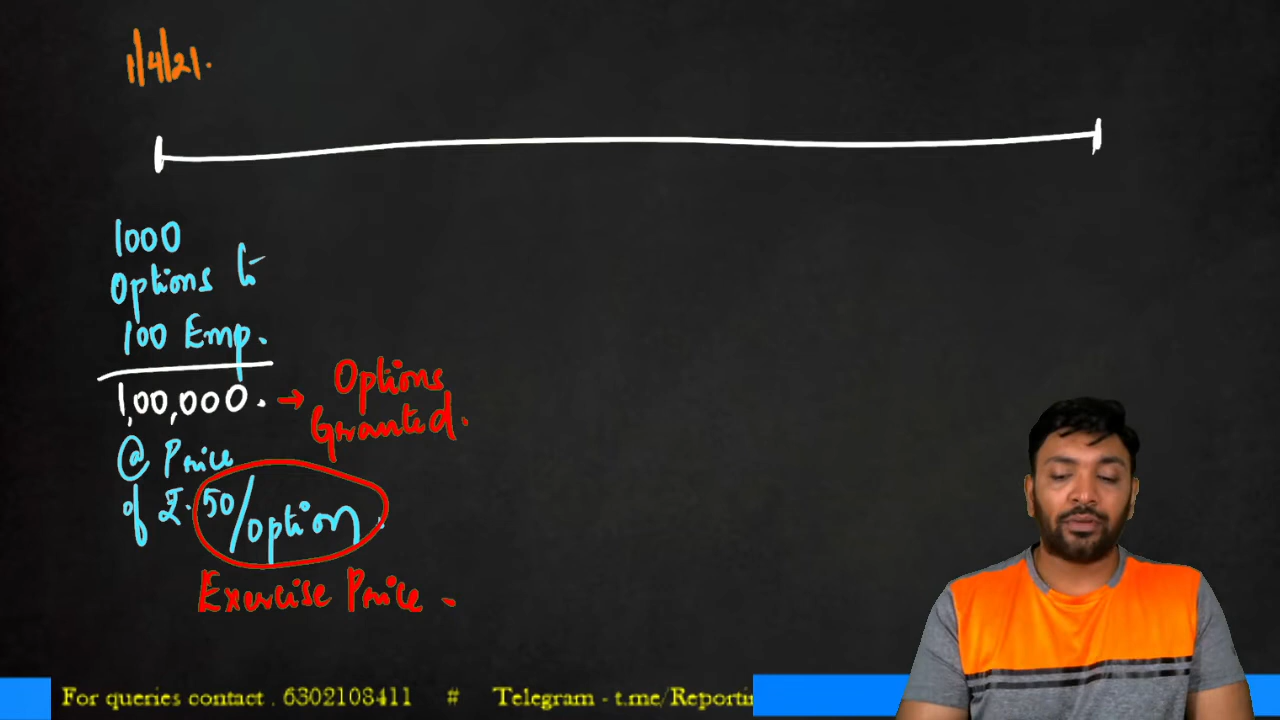 1/4/21.
1000
Options to
100 Emp.
1,00,000. → Options
Granted.
@ Price
of ₹. 50/option.
Exercise Price.
For queries contact . 6302108411 # Telegram - t.me/Reportin